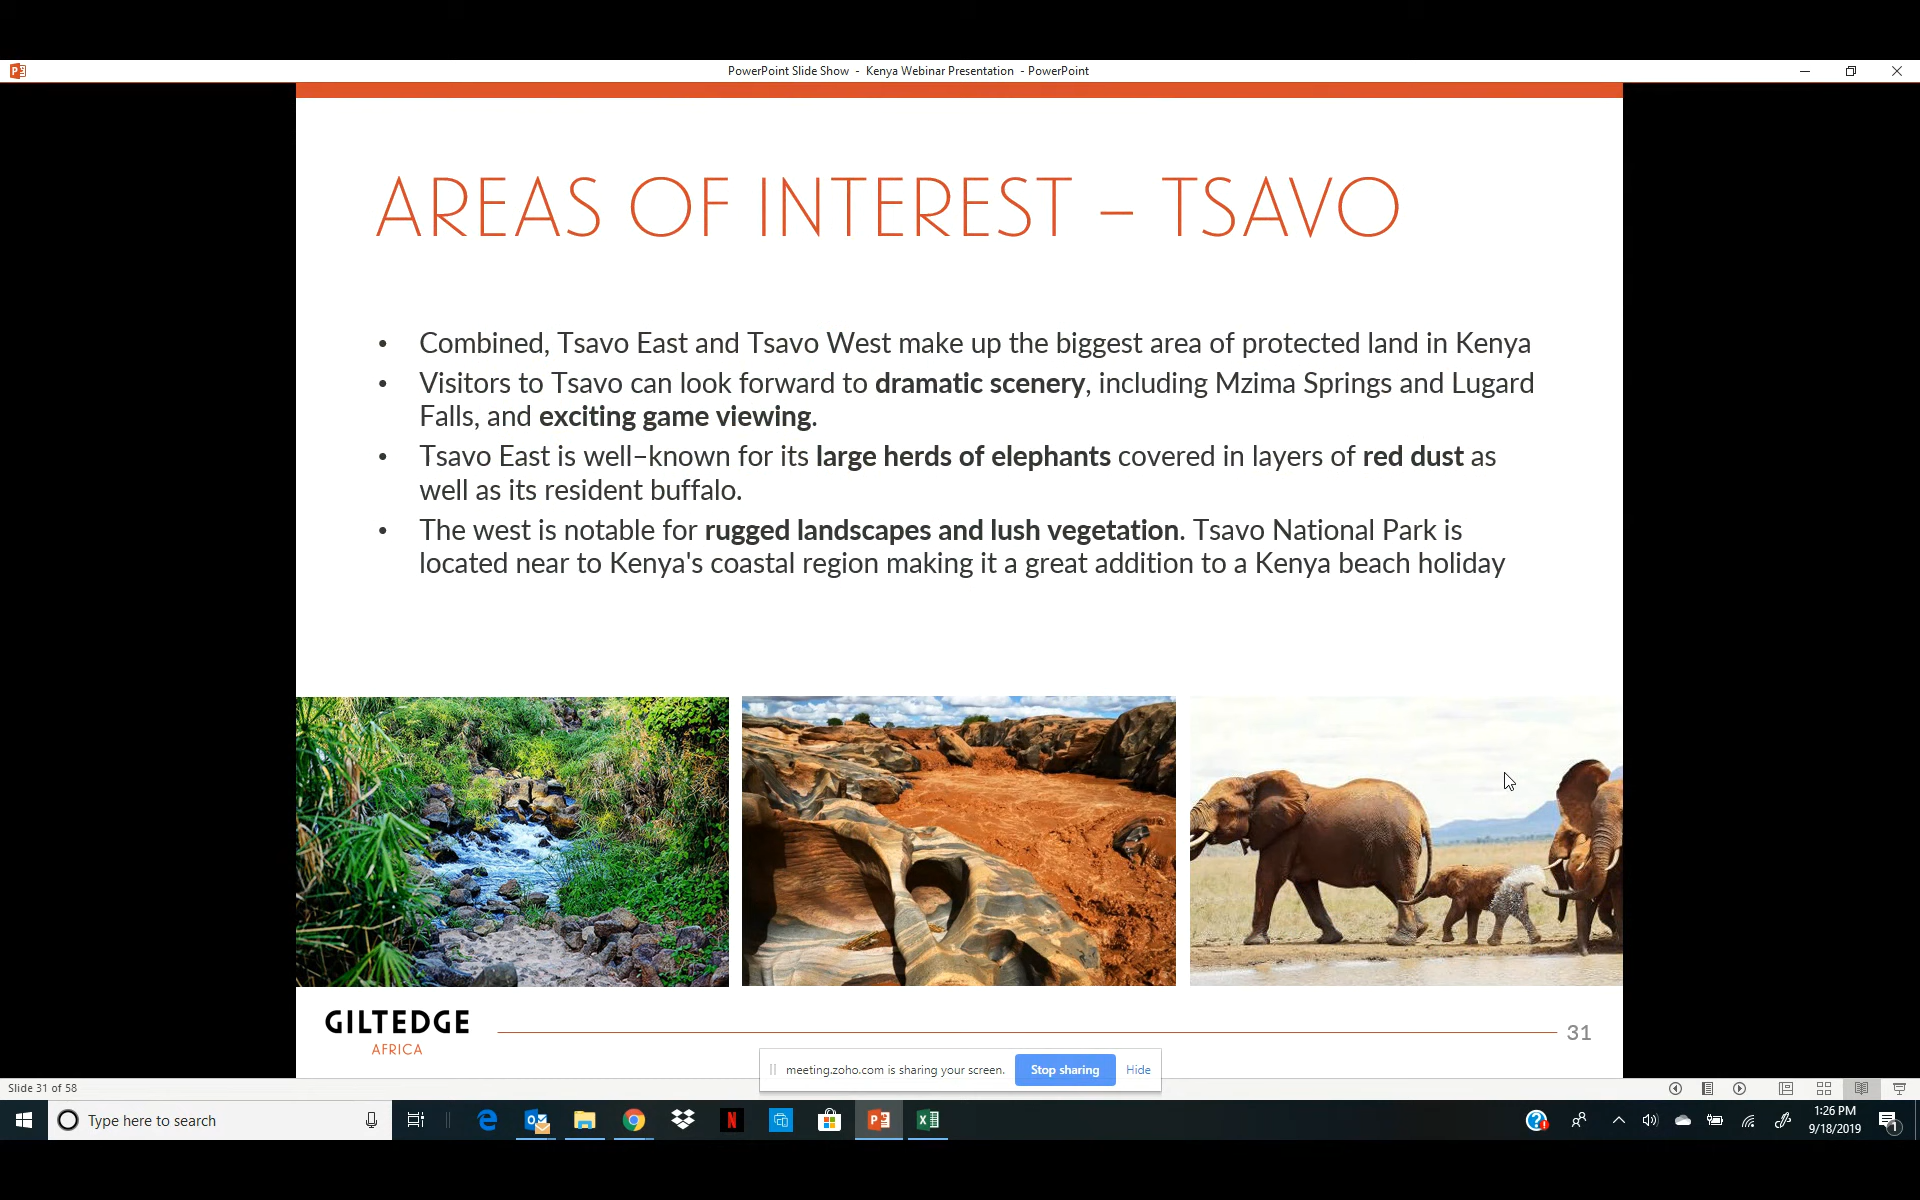 PowerPoint Slide Show - Kenya Webinar Presentation - PowerPoint
AREAS OF INTEREST – TSAVO
• Combined, Tsavo East and Tsavo West make up the biggest area of protected land in Kenya
• Visitors to Tsavo can look forward to dramatic scenery, including Mzima Springs and Lugard
Falls, and exciting game viewing.
• Tsavo East is well–known for its large herds of elephants covered in layers of red dust as
well as its resident buffalo.
• The west is notable for rugged landscapes and lush vegetation. Tsavo National Park is
located near to Kenya's coastal region making it a great addition to a Kenya beach holiday
GILTEDGE
AFRICA
31
meeting.zoho.com is sharing your screen. Stop sharing Hide
Slide 31 of 58
Type here to search
1:26 PM
9/18/2019
1